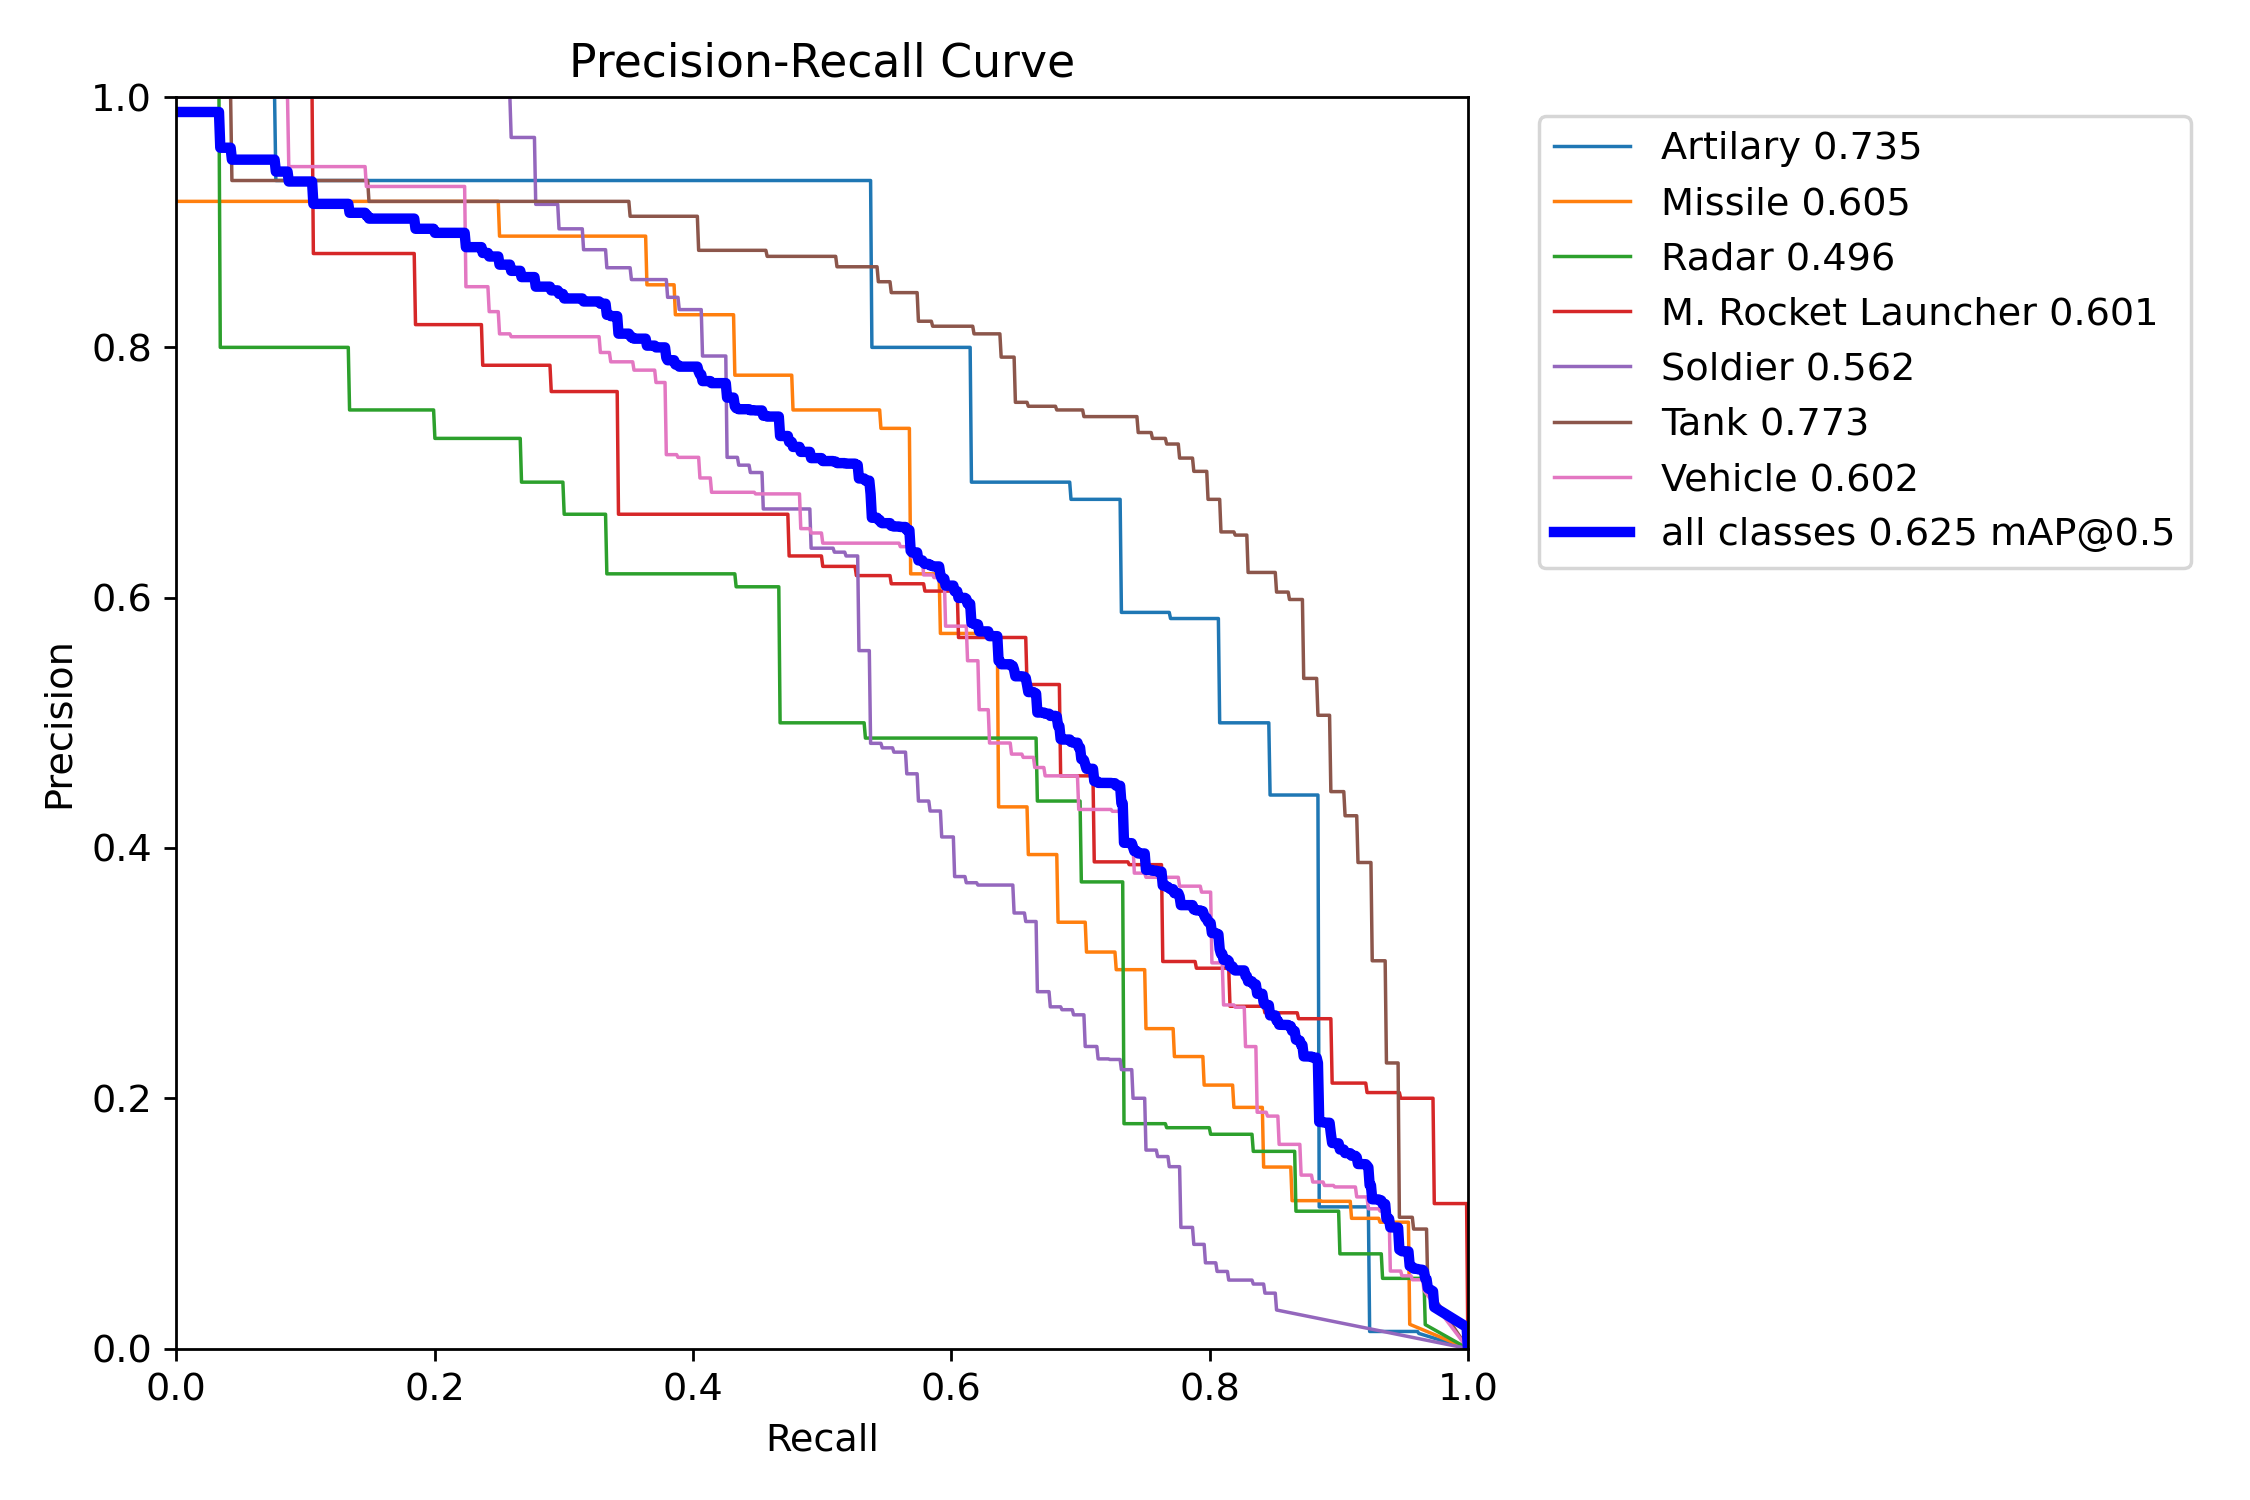 Precision-Recall Curve
1.0
0.8
0.6
0.4
0.2
0.0
Precision
0.0 0.2 0.4 0.6 0.8 1.0
Recall
Artilary 0.735
Missile 0.605
Radar 0.496
M. Rocket Launcher 0.601
Soldier 0.562
Tank 0.773
Vehicle 0.602
all classes 0.625 mAP@0.5